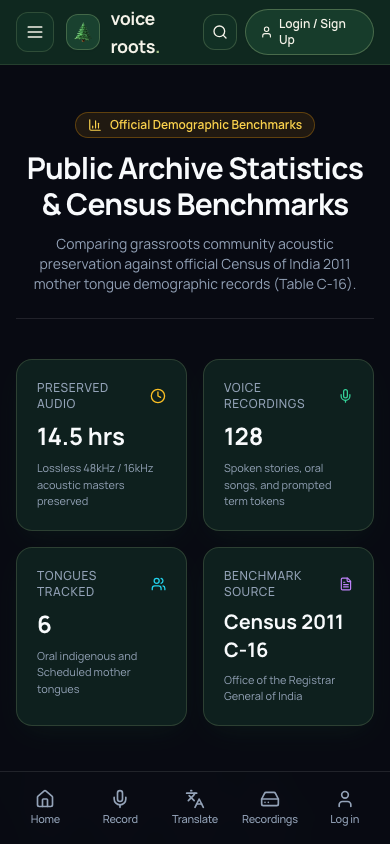 voice
roots.
Login / Sign
Up
Official Demographic Benchmarks
Public Archive Statistics
& Census Benchmarks
Comparing grassroots community acoustic
preservation against official Census of India 2011
mother tongue demographic records (Table C-16).
PRESERVED
AUDIO
14.5 hrs
Lossless 48kHz / 16kHz
acoustic masters
preserved
VOICE
RECORDINGS
128
Spoken stories, oral
songs, and prompted
term tokens
TONGUES
TRACKED
6
Oral indigenous and
Scheduled mother
tongues
BENCHMARK
SOURCE
Census 2011
C-16
Office of the Registrar
General of India
Home
Record
Translate
Recordings
Log in